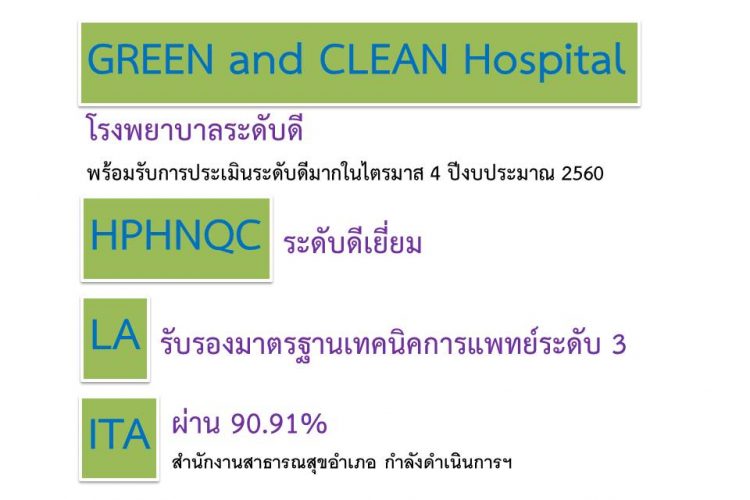 GREEN and CLEAN Hospital
โรงพยาบาลระดับดี
พร้อมรับการประเมินระดับดีมากในไตรมาส 4 ปีงบประมาณ 2560
HPHNQC ระดับดีเยี่ยม
LA รับรองมาตรฐานเทคนิคการแพทย์ระดับ 3
ITA ผ่าน 90.91%
สำนักงานสาธารณสุขอำเภอ กำลังดำเนินการฯ